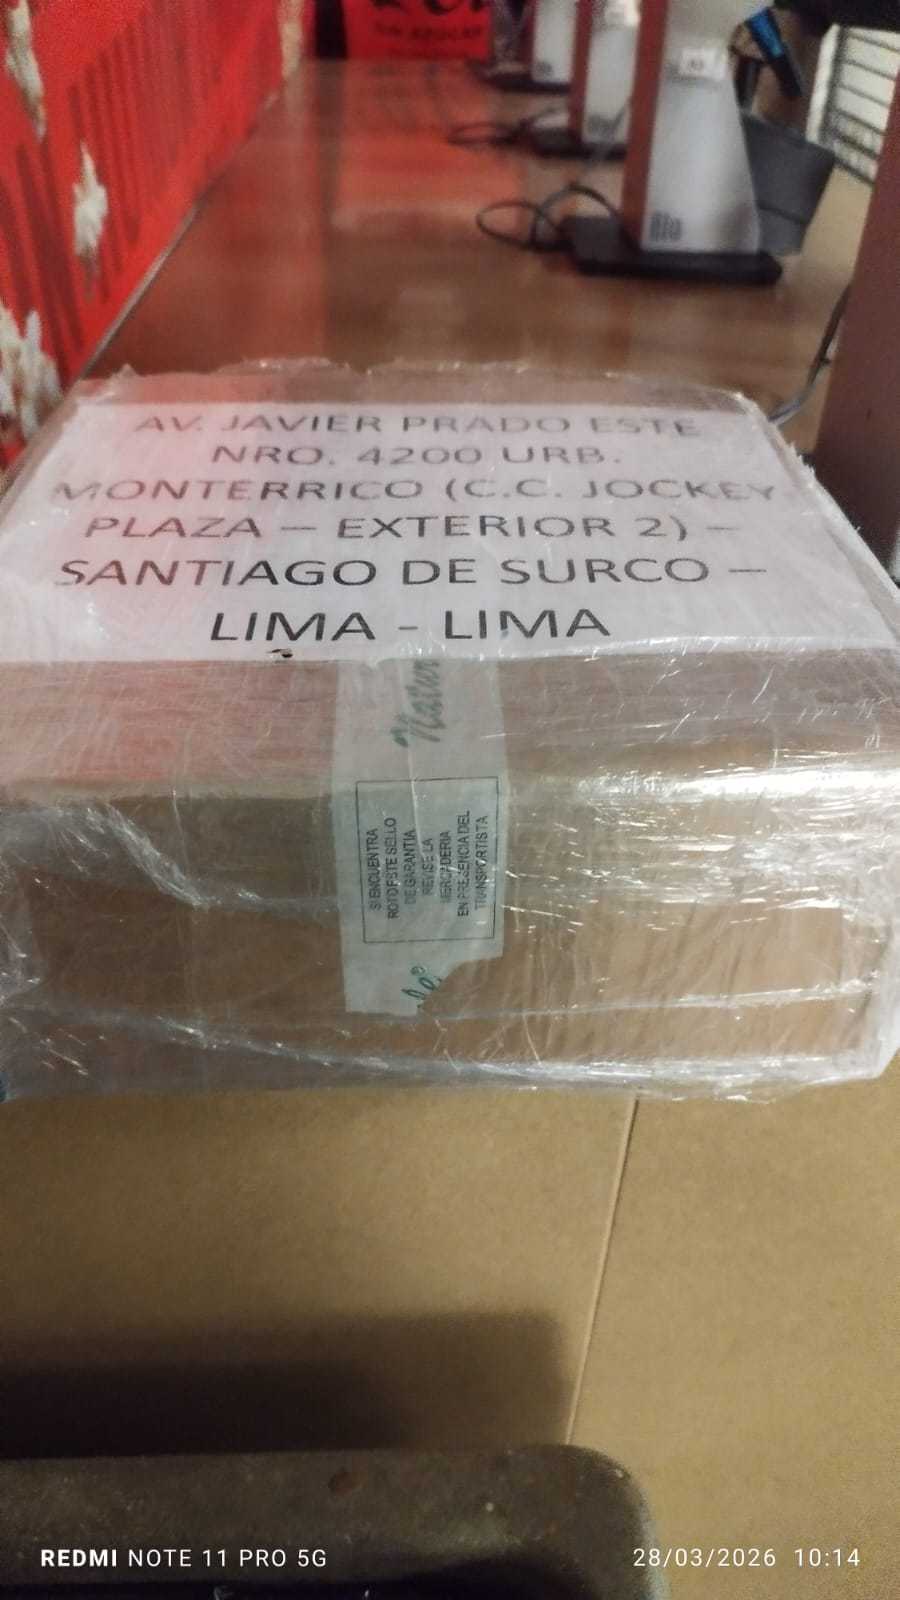 AV. JAVIER PRADO ESTE
NRO. 4200 URB.
MONTERRICO (C.C. JOCKEY
PLAZA – EXTERIOR 2) –
SANTIAGO DE SURCO –
LIMA - LIMA
SI ENCUENTRA
ROTO ESTE SELLO
DE GARANTIA
REVISE LA
MERCADERIA
EN PRESENCIA DEL
TRANSPORTISTA
REDMI NOTE 11 PRO 5G
28/03/2026 10:14